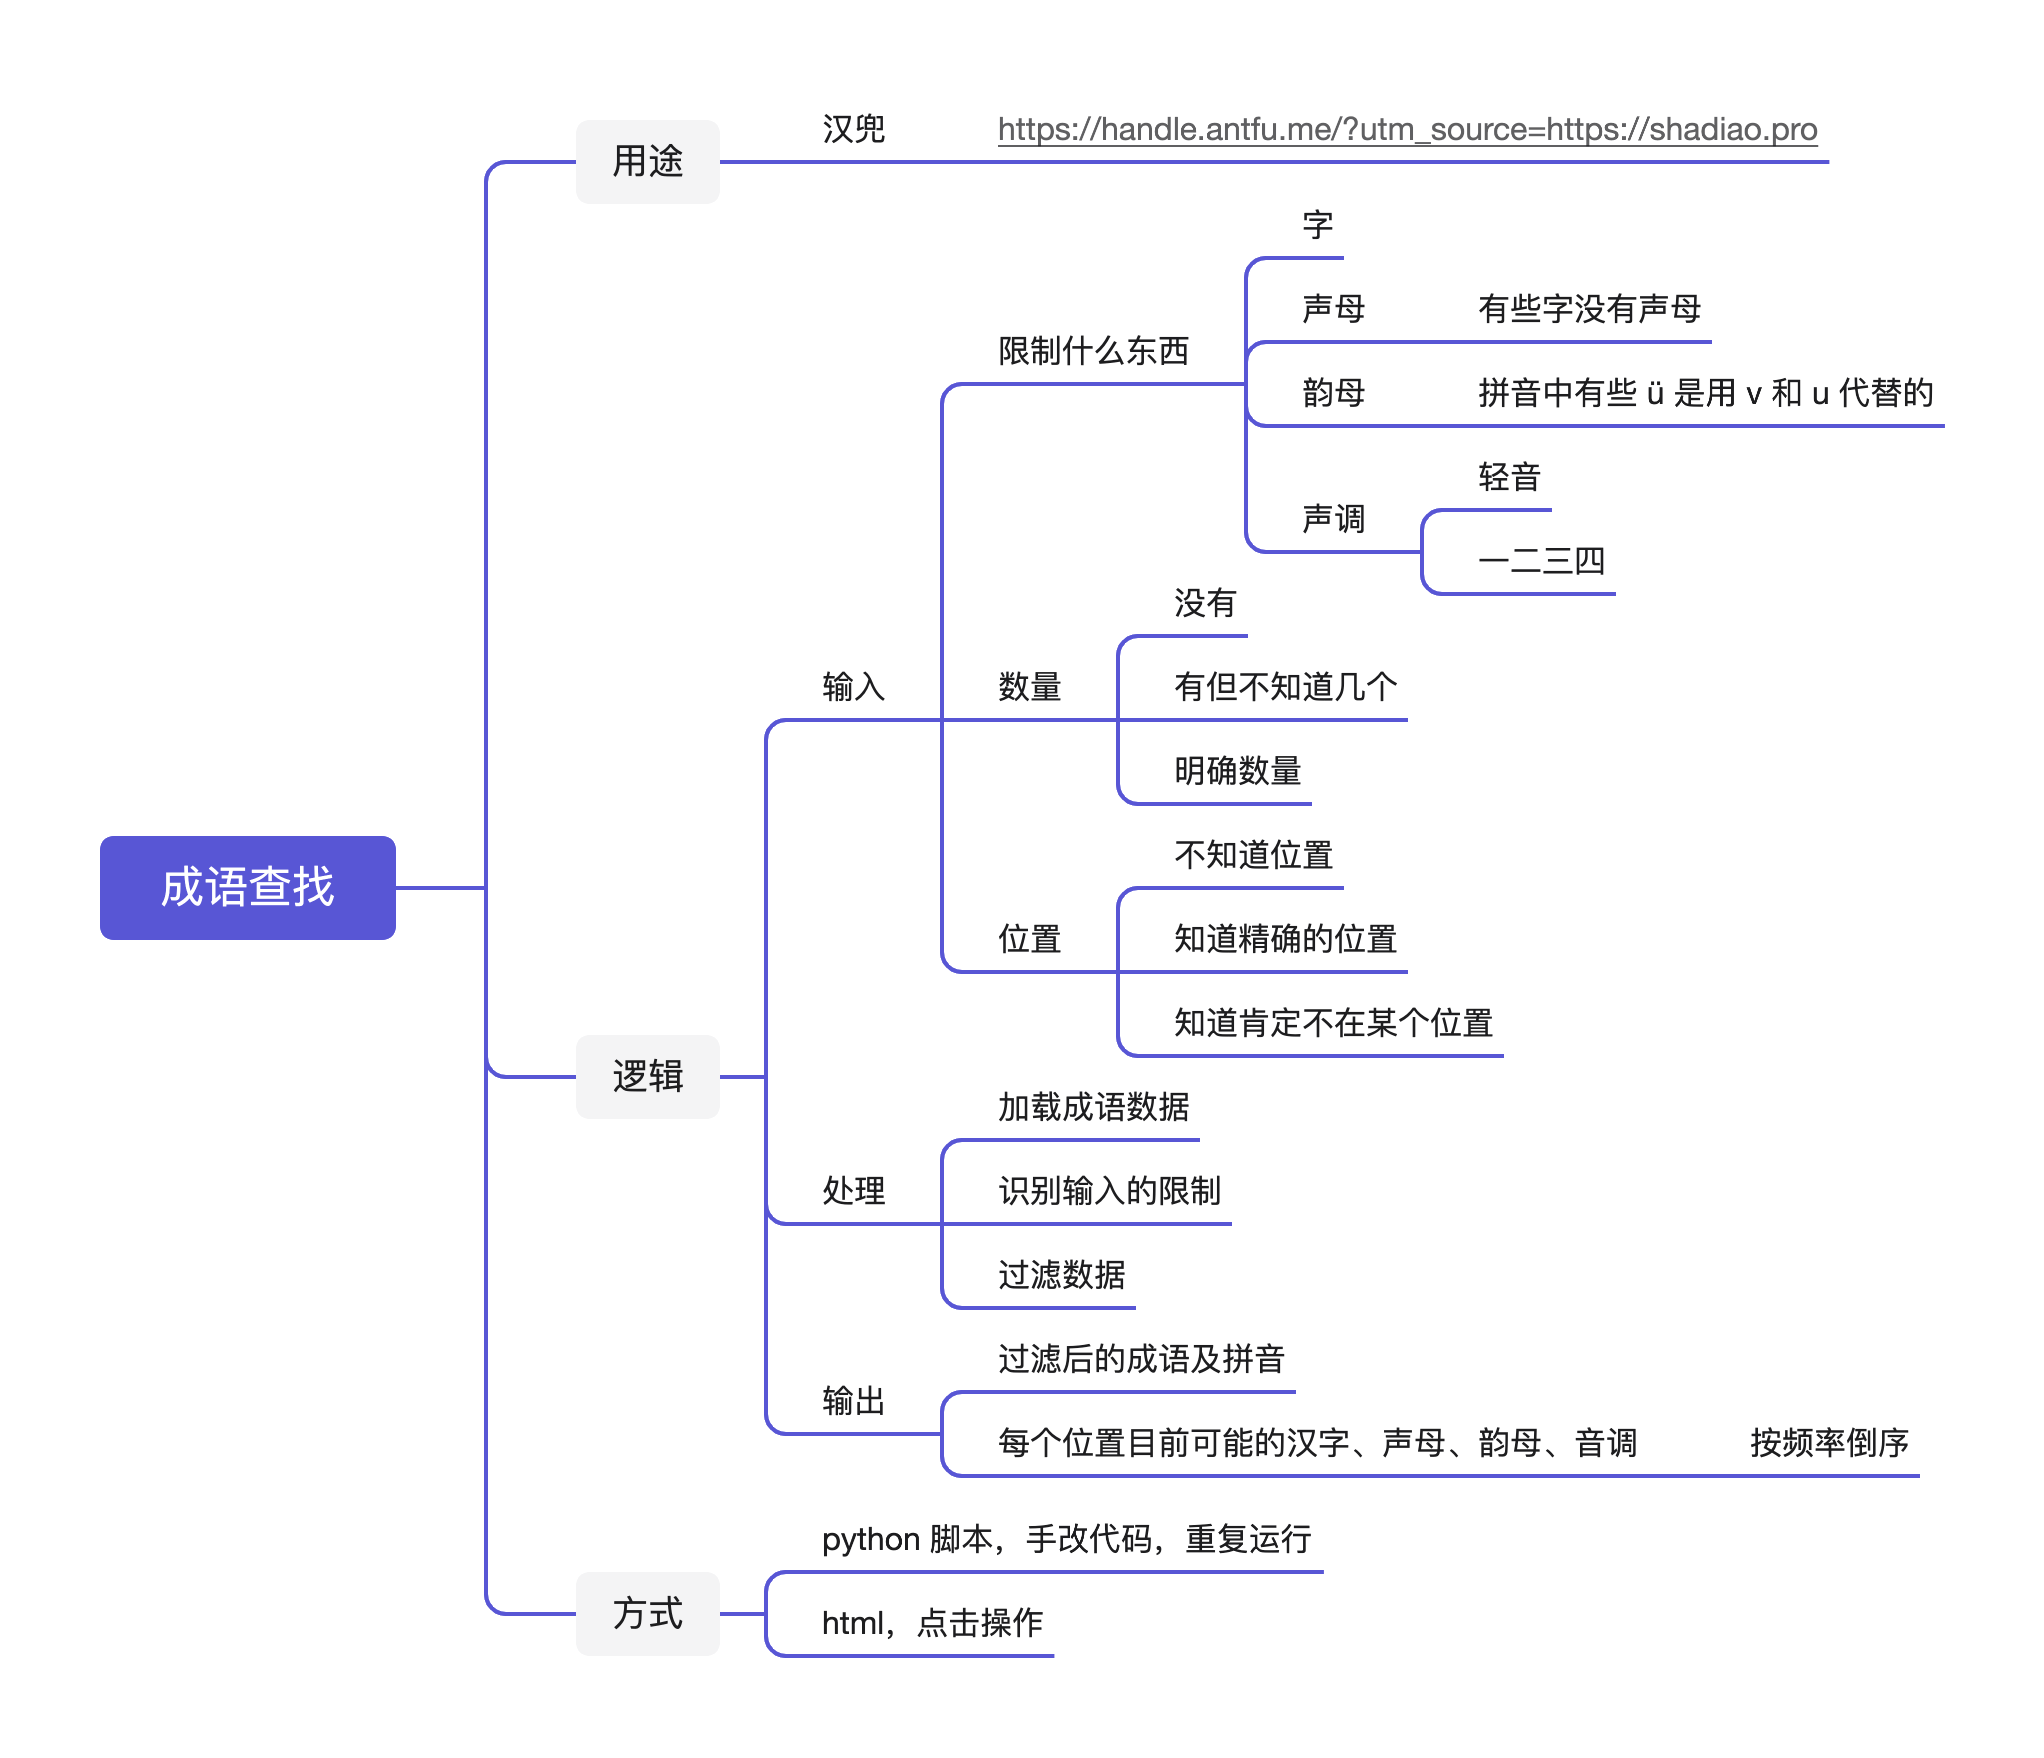 成语查找
用途
汉兜
https://handle.antfu.me/?utm_source=https://shadiao.pro
逻辑
输入
限制什么东西
字
声母
有些字没有声母
韵母
拼音中有些 ü 是用 v 和 u 代替的
声调
轻音
一二三四
数量
没有
有但不知道几个
明确数量
位置
不知道位置
知道精确的位置
知道肯定不在某个位置
处理
加载成语数据
识别输入的限制
过滤数据
输出
过滤后的成语及拼音
每个位置目前可能的汉字、声母、韵母、音调
按频率倒序
方式
python 脚本，手改代码，重复运行
html，点击操作